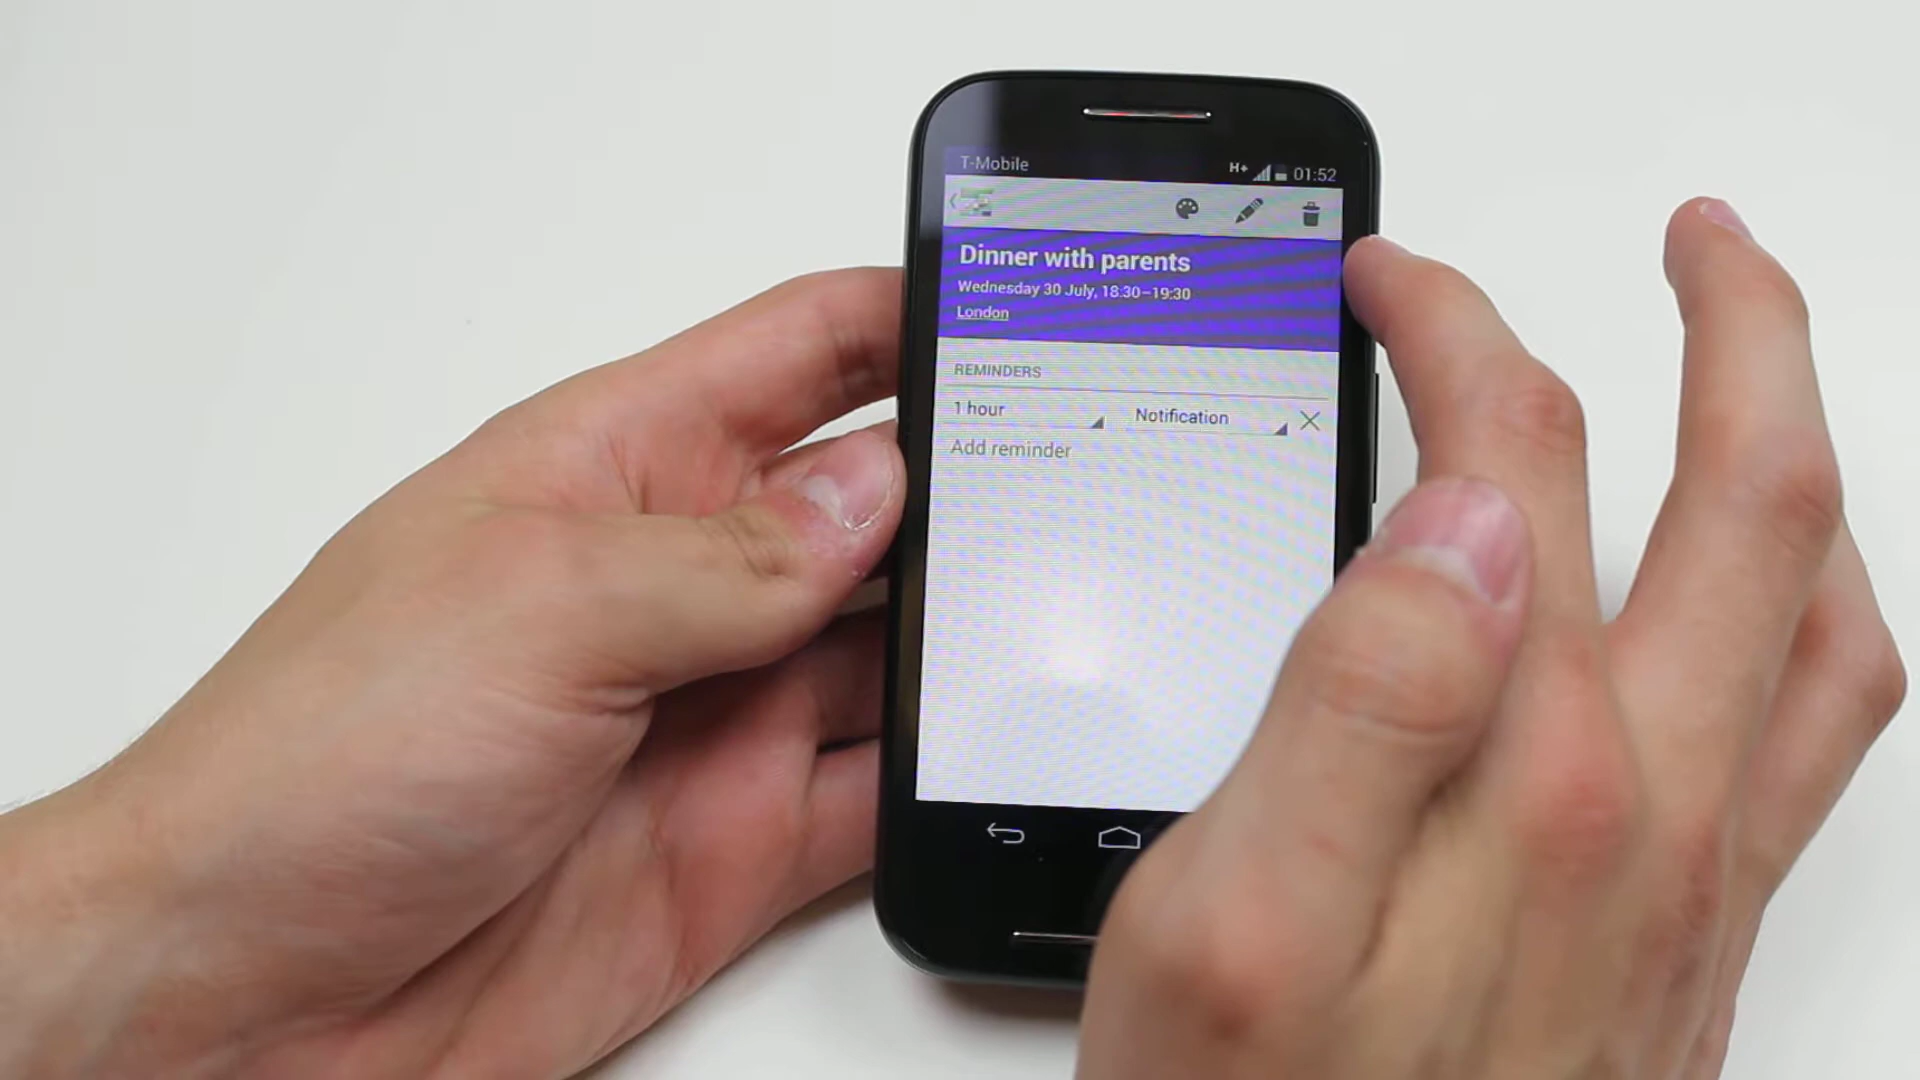 T-Mobile H+ 01:52
Dinner with parents
Wednesday 30 July, 18:30–19:30
London
REMINDERS
1 hour Notification
Add reminder